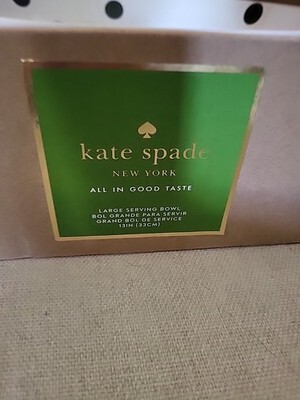 kate spade
NEW YORK
ALL IN GOOD TASTE
LARGE SERVING BOWL
BOL GRANDE PARA SERVIR
GRAND BOL DE SERVICE
13IN (33CM)